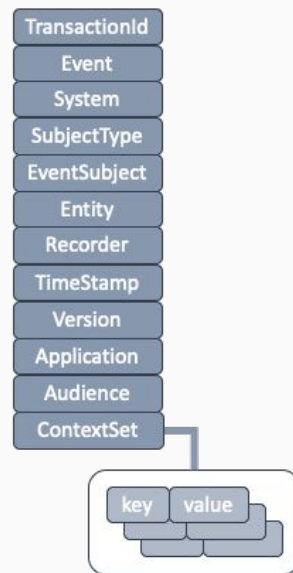 TransactionId
Event
System
SubjectType
EventSubject
Entity
Recorder
TimeStamp
Version
Application
Audience
ContextSet
key value